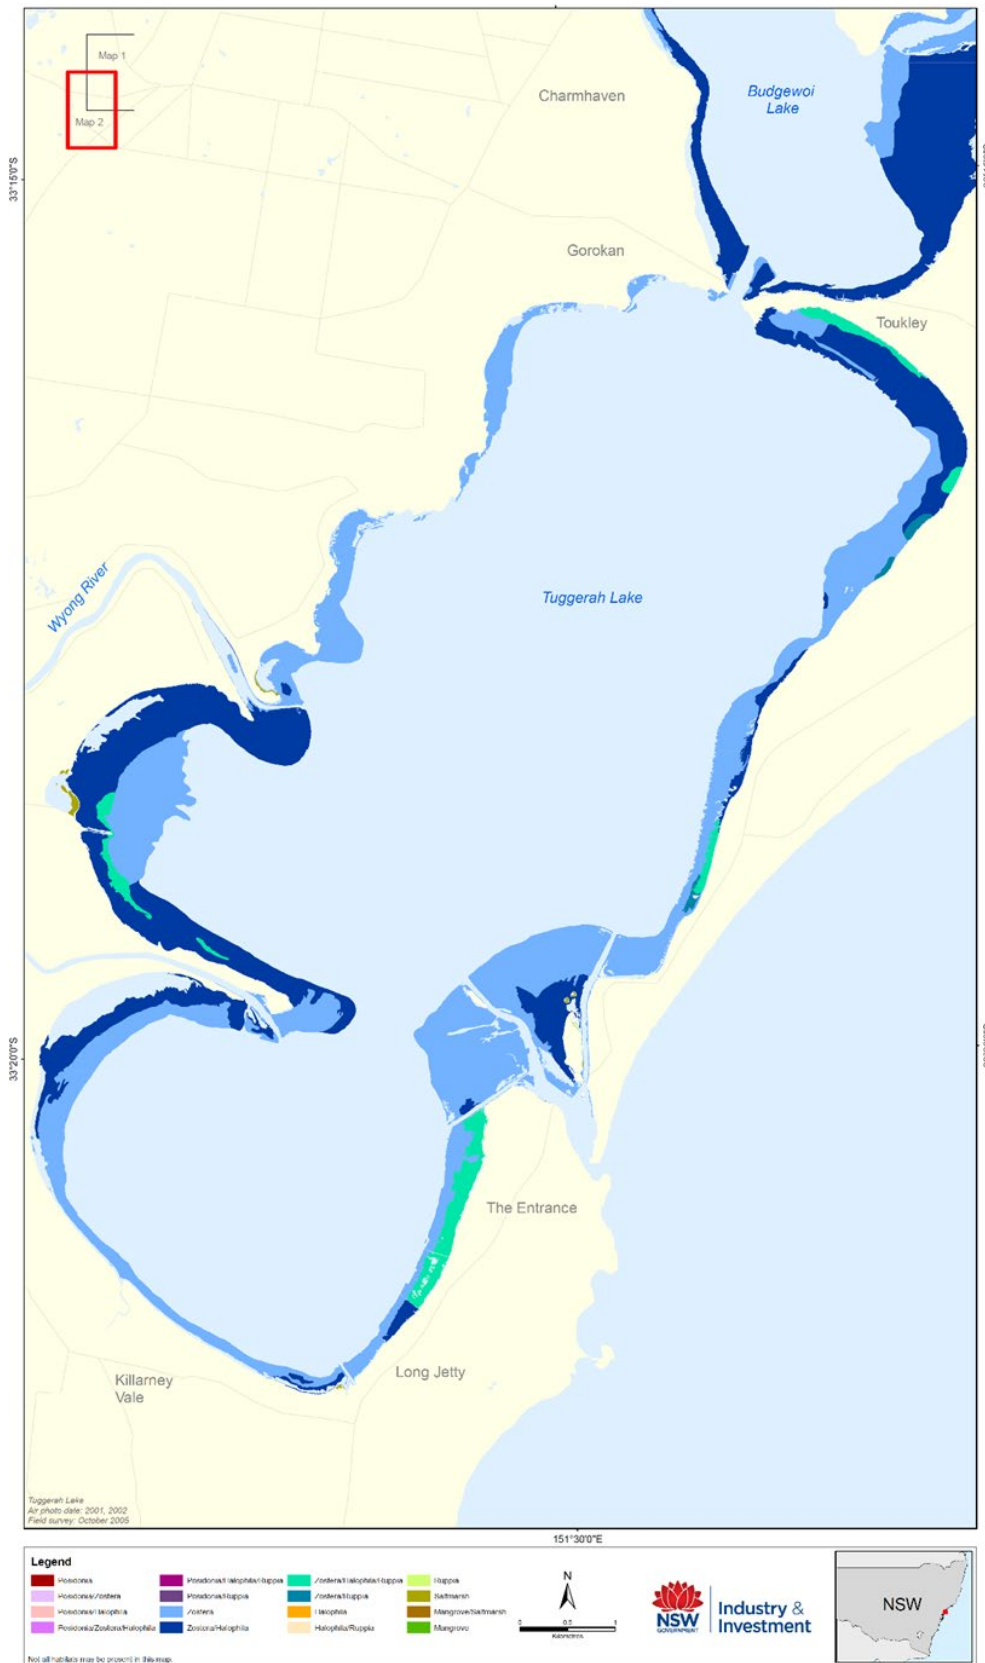 Map 1
Map 2
Charmhaven
Budgewoi
Lake
33°15'0"S
Gorokan
Toukley
Wyong River
Tuggerah Lake
33°20'0"S
The Entrance
Long Jetty
Killarney
Vale
Tuggerah Lake
Air photo date: 2001, 2002
Field survey: October 2005
151°30'0"E
Legend
Posidonia
Posidonia/Zostera
Posidonia/Halophila
Posidonia/Zostera/Halophila
Posidonia/Halophila/Ruppia
Posidonia/Ruppia
Zostera
Zostera/Halophila
Zostera/Halophila/Ruppia
Zostera/Ruppia
Halophila
Halophila/Ruppia
Ruppia
Saltmarsh
Mangrove/Saltmarsh
Mangrove
Not all habitats may be present in this map.
N
0 0.5 1
Kilometres
NSW
GOVERNMENT
Industry &
Investment
NSW